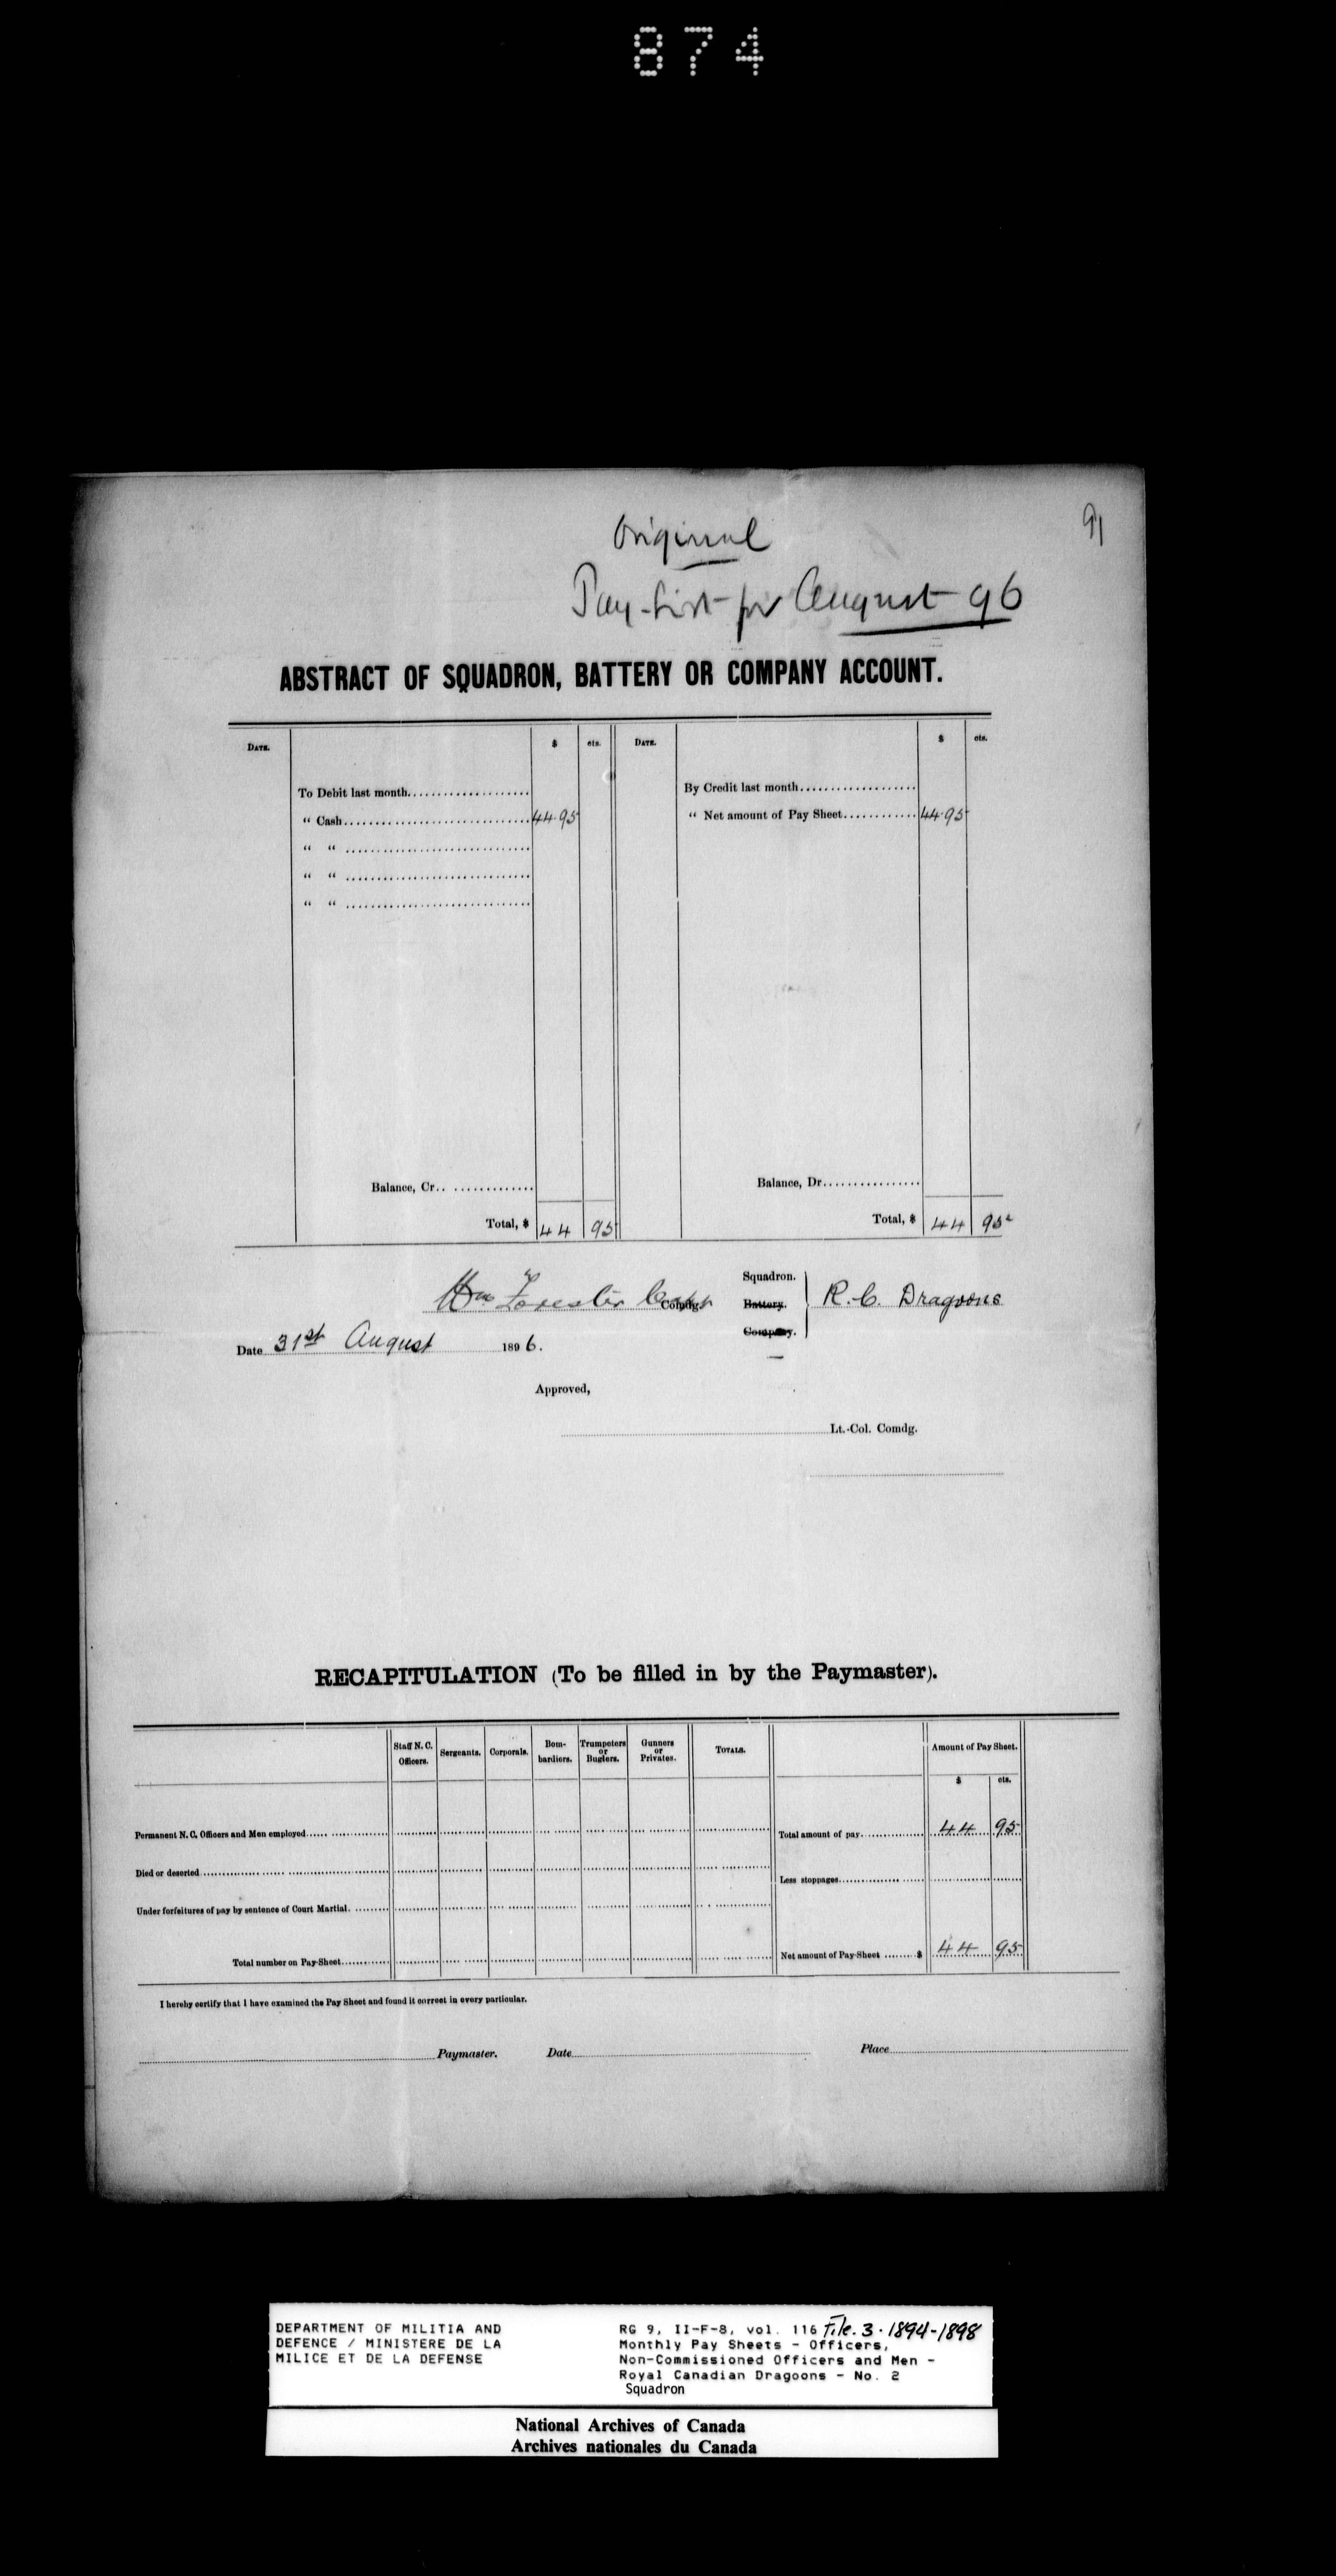 874
91
Original
Pay-List for August 96
ABSTRACT OF SQUADRON, BATTERY OR COMPANY ACCOUNT.
DATE. $ cts. DATE. $ cts.
To Debit last month................... By Credit last month...................
“ Cash............................. 44.95 “ Net amount of Pay Sheet............ 44.95
“ “ .............................
“ “ .............................
“ “ .............................
Balance, Cr.. ............. Balance, Dr................
Total, $ 44 95 Total, $ 44 95
Squadron.
Wm Forester Capt Comdg. Battery. R. C. Dragoons
Company.
Date 31st August 1896.
Approved,
Lt.-Col. Comdg.
RECAPITULATION (To be filled in by the Paymaster).
Staff N. C. Officers. Sergeants. Corporals. Bom-bardiers. Trumpeters or Buglers. Gunners or Privates. TOTALS. Amount of Pay Sheet.
$ cts.
Permanent N. C. Officers and Men employed...... Total amount of pay................ 44 95
Died or deserted................... Less stoppages................
Under forfeitures of pay by sentence of Court Martial. .........
Total number on Pay-Sheet............ Net amount of Pay-Sheet .........$ 44 95
I hereby certify that I have examined the Pay Sheet and found it correct in every particular.
Paymaster. Date Place
DEPARTMENT OF MILITIA AND
DEFENCE / MINISTERE DE LA
MILICE ET DE LA DEFENSE
RG 9, II-F-8, vol. 116 File. 3. 1894-1898
Monthly Pay Sheets - Officers,
Non-Commissioned Officers and Men -
Royal Canadian Dragoons - No. 2
Squadron
National Archives of Canada
Archives nationales du Canada